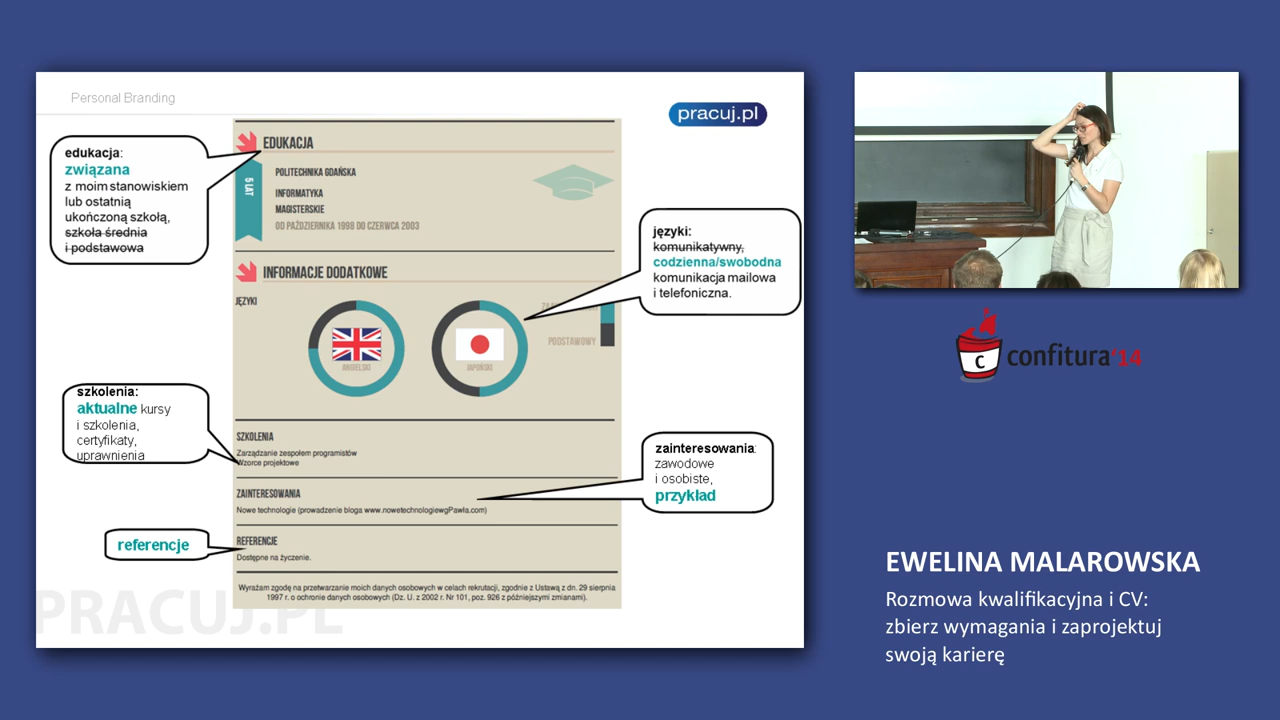 Personal Branding
pracuj.pl
edukacja:
związana
z moim stanowiskiem
lub ostatnią
ukończoną szkołą,
szkoła średnia
i podstawowa
EDUKACJA
5 LAT
POLITECHNIKA GDAŃSKA
INFORMATYKA
MAGISTERSKIE
OD PAŹDZIERNIKA 1998 DO CZERWCA 2003
języki:
komunikatywny,
codzienna/swobodna
komunikacja mailowa
i telefoniczna.
INFORMACJE DODATKOWE
JĘZYKI
ANGIELSKI
JAPOŃSKI
PODSTAWOWY
szkolenia:
aktualne kursy
i szkolenia,
certyfikaty,
uprawnienia
SZKOLENIA
Zarządzanie zespołem programistów
Wzorce projektowe
zainteresowania:
zawodowe
i osobiste,
przykład
ZAINTERESOWANIA
Nowe technologie (prowadzenie bloga www.nowetechnologiewgPawła.com)
referencje
REFERENCJE
Dostępne na życzenie.
Wyrażam zgodę na przetwarzanie moich danych osobowych w celach rekrutacji, zgodnie z Ustawą z dn. 29 sierpnia
1997 r. o ochronie danych osobowych (Dz. U. z 2002 r. Nr 101, poz. 926 z późniejszymi zmianami).
PRACUJ.PL
C confitura'14
EWELINA MALAROWSKA
Rozmowa kwalifikacyjna i CV:
zbierz wymagania i zaprojektuj
swoją karierę